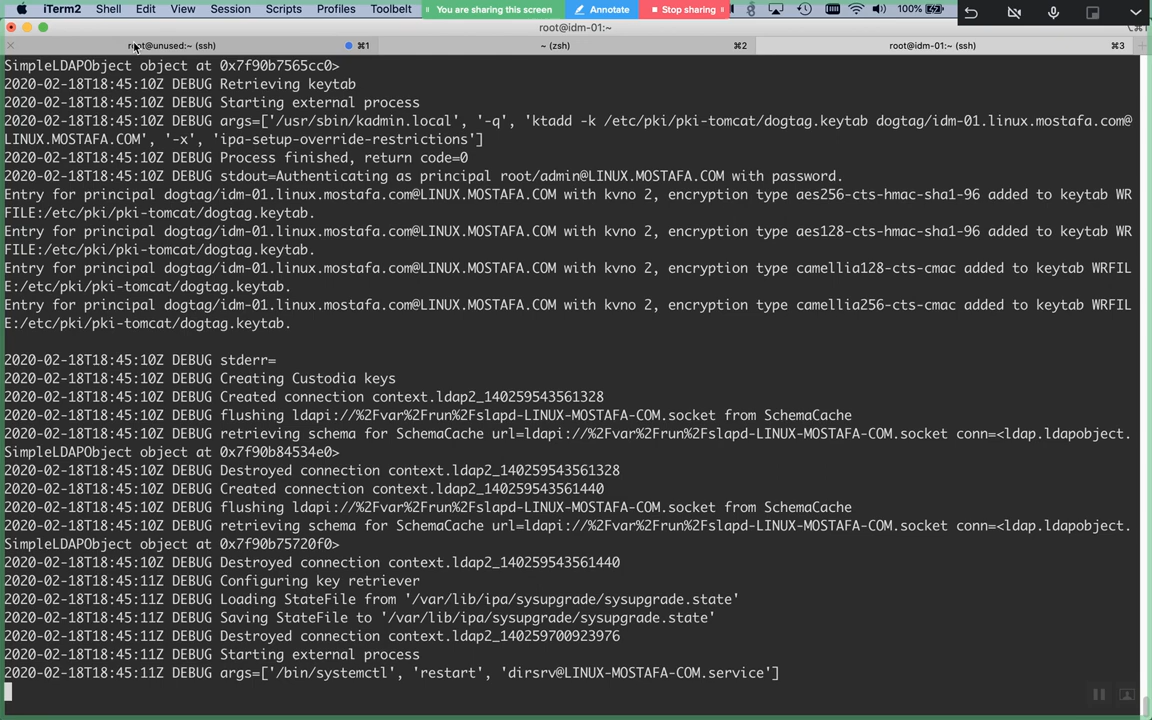 iTerm2 Shell Edit View Session Scripts Profiles Toolbelt You are sharing this screen Annotate Stop sharing 100%
root@idm-01:~
root@unused:~ (ssh) ⌘1 ~ (zsh) ⌘2 root@idm-01:~ (ssh) ⌘3
SimpleLDAPObject object at 0x7f90b7565cc0>
2020-02-18T18:45:10Z DEBUG Retrieving keytab
2020-02-18T18:45:10Z DEBUG Starting external process
2020-02-18T18:45:10Z DEBUG args=['/usr/sbin/kadmin.local', '-q', 'ktadd -k /etc/pki/pki-tomcat/dogtag.keytab dogtag/idm-01.linux.mostafa.com@
LINUX.MOSTAFA.COM', '-x', 'ipa-setup-override-restrictions']
2020-02-18T18:45:10Z DEBUG Process finished, return code=0
2020-02-18T18:45:10Z DEBUG stdout=Authenticating as principal root/admin@LINUX.MOSTAFA.COM with password.
Entry for principal dogtag/idm-01.linux.mostafa.com@LINUX.MOSTAFA.COM with kvno 2, encryption type aes256-cts-hmac-sha1-96 added to keytab WR
FILE:/etc/pki/pki-tomcat/dogtag.keytab.
Entry for principal dogtag/idm-01.linux.mostafa.com@LINUX.MOSTAFA.COM with kvno 2, encryption type aes128-cts-hmac-sha1-96 added to keytab WR
FILE:/etc/pki/pki-tomcat/dogtag.keytab.
Entry for principal dogtag/idm-01.linux.mostafa.com@LINUX.MOSTAFA.COM with kvno 2, encryption type camellia128-cts-cmac added to keytab WRFIL
E:/etc/pki/pki-tomcat/dogtag.keytab.
Entry for principal dogtag/idm-01.linux.mostafa.com@LINUX.MOSTAFA.COM with kvno 2, encryption type camellia256-cts-cmac added to keytab WRFIL
E:/etc/pki/pki-tomcat/dogtag.keytab.
2020-02-18T18:45:10Z DEBUG stderr=
2020-02-18T18:45:10Z DEBUG Creating Custodia keys
2020-02-18T18:45:10Z DEBUG Created connection context.ldap2_140259543561328
2020-02-18T18:45:10Z DEBUG flushing ldapi://%2Fvar%2Frun%2Fslapd-LINUX-MOSTAFA-COM.socket from SchemaCache
2020-02-18T18:45:10Z DEBUG retrieving schema for SchemaCache url=ldapi://%2Fvar%2Frun%2Fslapd-LINUX-MOSTAFA-COM.socket conn=<ldap.ldapobject.
SimpleLDAPObject object at 0x7f90b84534e0>
2020-02-18T18:45:10Z DEBUG Destroyed connection context.ldap2_140259543561328
2020-02-18T18:45:10Z DEBUG Created connection context.ldap2_140259543561440
2020-02-18T18:45:10Z DEBUG flushing ldapi://%2Fvar%2Frun%2Fslapd-LINUX-MOSTAFA-COM.socket from SchemaCache
2020-02-18T18:45:10Z DEBUG retrieving schema for SchemaCache url=ldapi://%2Fvar%2Frun%2Fslapd-LINUX-MOSTAFA-COM.socket conn=<ldap.ldapobject.
SimpleLDAPObject object at 0x7f90b75720f0>
2020-02-18T18:45:10Z DEBUG Destroyed connection context.ldap2_140259543561440
2020-02-18T18:45:11Z DEBUG Configuring key retriever
2020-02-18T18:45:11Z DEBUG Loading StateFile from '/var/lib/ipa/sysupgrade/sysupgrade.state'
2020-02-18T18:45:11Z DEBUG Saving StateFile to '/var/lib/ipa/sysupgrade/sysupgrade.state'
2020-02-18T18:45:11Z DEBUG Destroyed connection context.ldap2_140259700923976
2020-02-18T18:45:11Z DEBUG Starting external process
2020-02-18T18:45:11Z DEBUG args=['/bin/systemctl', 'restart', 'dirsrv@LINUX-MOSTAFA-COM.service']